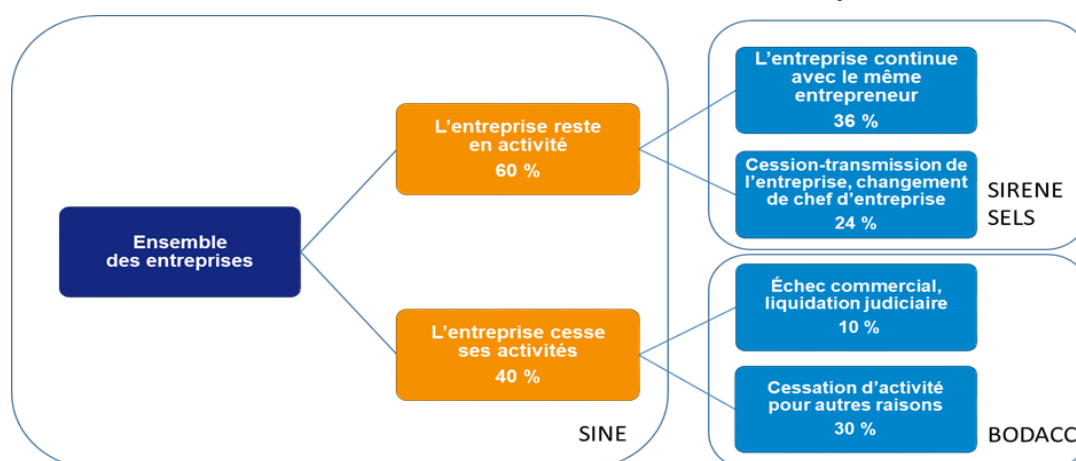 Ensemble
des entreprises
L'entreprise reste
en activité
60 %
L'entreprise cesse
ses activités
40 %
SINE
L'entreprise continue
avec le même
entrepreneur
36 %
Cession-transmission de
l'entreprise, changement
de chef d'entreprise
24 %
SIRENE
SELS
Échec commercial,
liquidation judiciaire
10 %
Cessation d'activité
pour autres raisons
30 %
BODACC